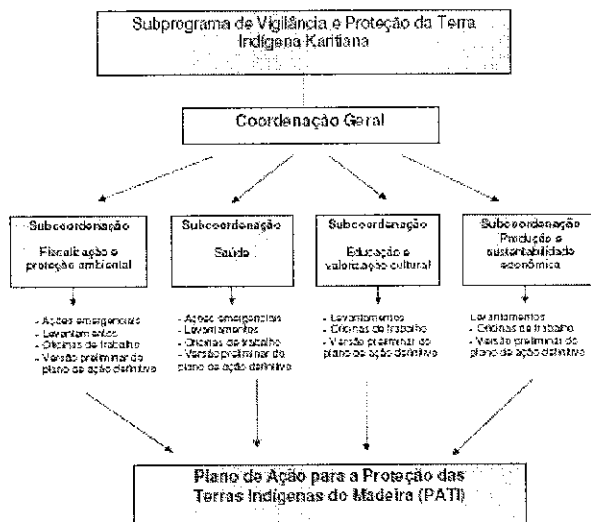 Subprograma de Vigilância e Proteção da Terra
Indígena Karitiana
Coordenação Geral
Subcoordenação
Fiscalização e
proteção ambiental
Subcoordenação
Saúde
Subcoordenação
Educação e
valorização cultural
Subcoordenação
Produção e
sustentabilidade
econômica
- Ações emergenciais
- Levantamentos
- Oficinas de trabalho
- Versão preliminar do
plano de ação definitivo
- Ações emergenciais
- Levantamentos
- Oficinas de trabalho
- Versão preliminar do
plano de ação definitivo
- Levantamentos
- Oficinas de trabalho
- Versão preliminar do
plano de ação definitivo
Levantamentos
- Oficinas de trabalho
- Versão preliminar do
plano de ação definitivo
Plano de Ação para a Proteção das
Terras Indígenas do Madeira (PATI)